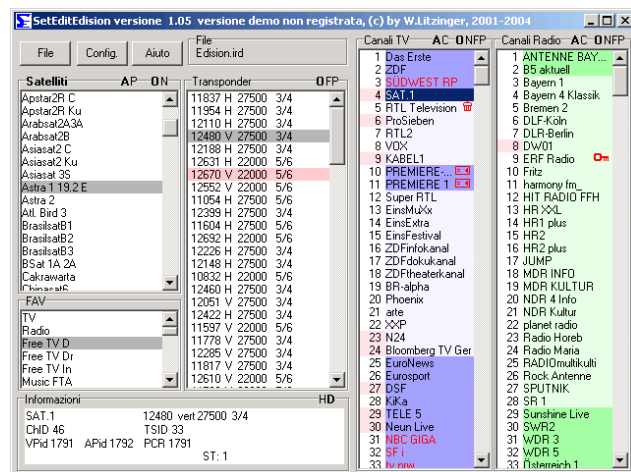 SetEditEdision versione 1.05 versione demo non registrata, (c) by W.Litzinger, 2001-2004
File Config. Aiuto
File
Edision.ird
Satelliti AP ON
Apstar2R C
Apstar2R Ku
Arabsat2A3A
Arabsat2B
Asiasat2 C
Asiasat2 Ku
Asiasat 3S
Astra 1 19.2 E
Astra 2
Atl. Bird 3
BrasilsatB1
BrasilsatB2
BrasilsatB3
BSat 1A 2A
Cakrawarta
Chinasat6
FAV
TV
Radio
Free TV D
Free TV Dr
Free TV In
Music FTA
Transponder OFP
11837 H 27500 3/4
11954 H 27500 3/4
12110 H 27500 3/4
12480 V 27500 3/4
12188 H 27500 3/4
12631 H 22000 5/6
12670 V 22000 5/6
12552 V 22000 5/6
11054 H 27500 5/6
12399 H 27500 3/4
11604 H 27500 5/6
12692 H 22000 5/6
12226 H 27500 3/4
12148 H 27500 3/4
10832 H 22000 5/6
12460 H 27500 3/4
12051 V 27500 3/4
12422 H 27500 3/4
11597 V 22000 5/6
11778 V 27500 3/4
12285 V 27500 3/4
11817 V 27500 3/4
12610 V 22000 5/6
Canali TV AC ONFP
1 Das Erste
2 ZDF
3 SÜDWEST RP
4 SAT.1
5 RTL Television
6 ProSieben
7 RTL2
8 VOX
9 KABEL1
10 PREMIERE-...
11 PREMIERE 1
12 Super RTL
13 EinsMuXx
14 EinsExtra
15 EinsFestival
16 ZDFinfokanal
17 ZDFdokukanal
18 ZDFtheaterkanal
19 BR-alpha
20 Phoenix
21 arte
22 XXP
23 N24
24 Bloomberg TV Ger
25 EuroNews
26 Eurosport
27 DSF
28 KiKa
29 TELE 5
30 Neun Live
31 NBC GIGA
32 SF i
33 tv.nrw
Canali Radio AC ONFP
1 ANTENNE BAY...
2 B5 aktuell
3 Bayern 1
4 Bayern 4 Klassik
5 Bremen 2
6 DLF-Köln
7 DLR-Berlin
8 DW01
9 ERF Radio
10 Fritz
11 harmony fm_
12 HIT RADIO FFH
13 HR XXL
14 HR1 plus
15 HR2
16 HR2 plus
17 JUMP
18 MDR INFO
19 MDR KULTUR
20 NDR 4 Info
21 NDR Kultur
22 planet radio
23 Radio Horeb
24 Radio Maria
25 RADIOmultikulti
26 Rock Antenne
27 SPUTNIK
28 SR 1
29 Sunshine Live
30 SWR2
31 WDR 3
32 WDR 5
33 Österreich 1
Informazioni HD
SAT.1 12480 vert 27500 3/4
ChID 46 TSID 33
VPid 1791 APid 1792 PCR 1791
ST: 1